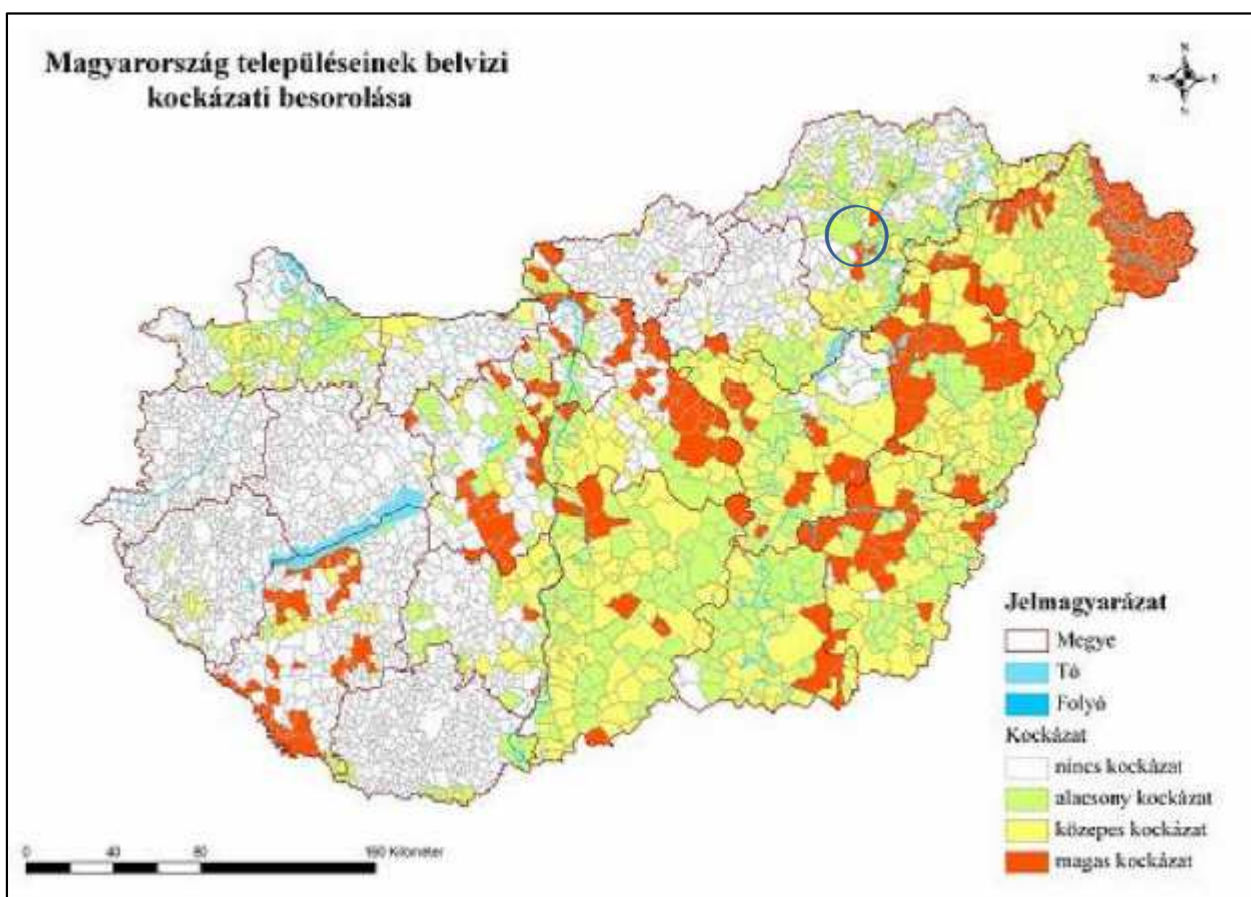 Magyarország településeinek belvizi
kockázati besorolása
N
W
E
S
Jelmagyarázat
Megye
Tó
Folyó
Kockázat
nincs kockázat
alacsony kockázat
közepes kockázat
magas kockázat
0 40 80 160 Kilométer